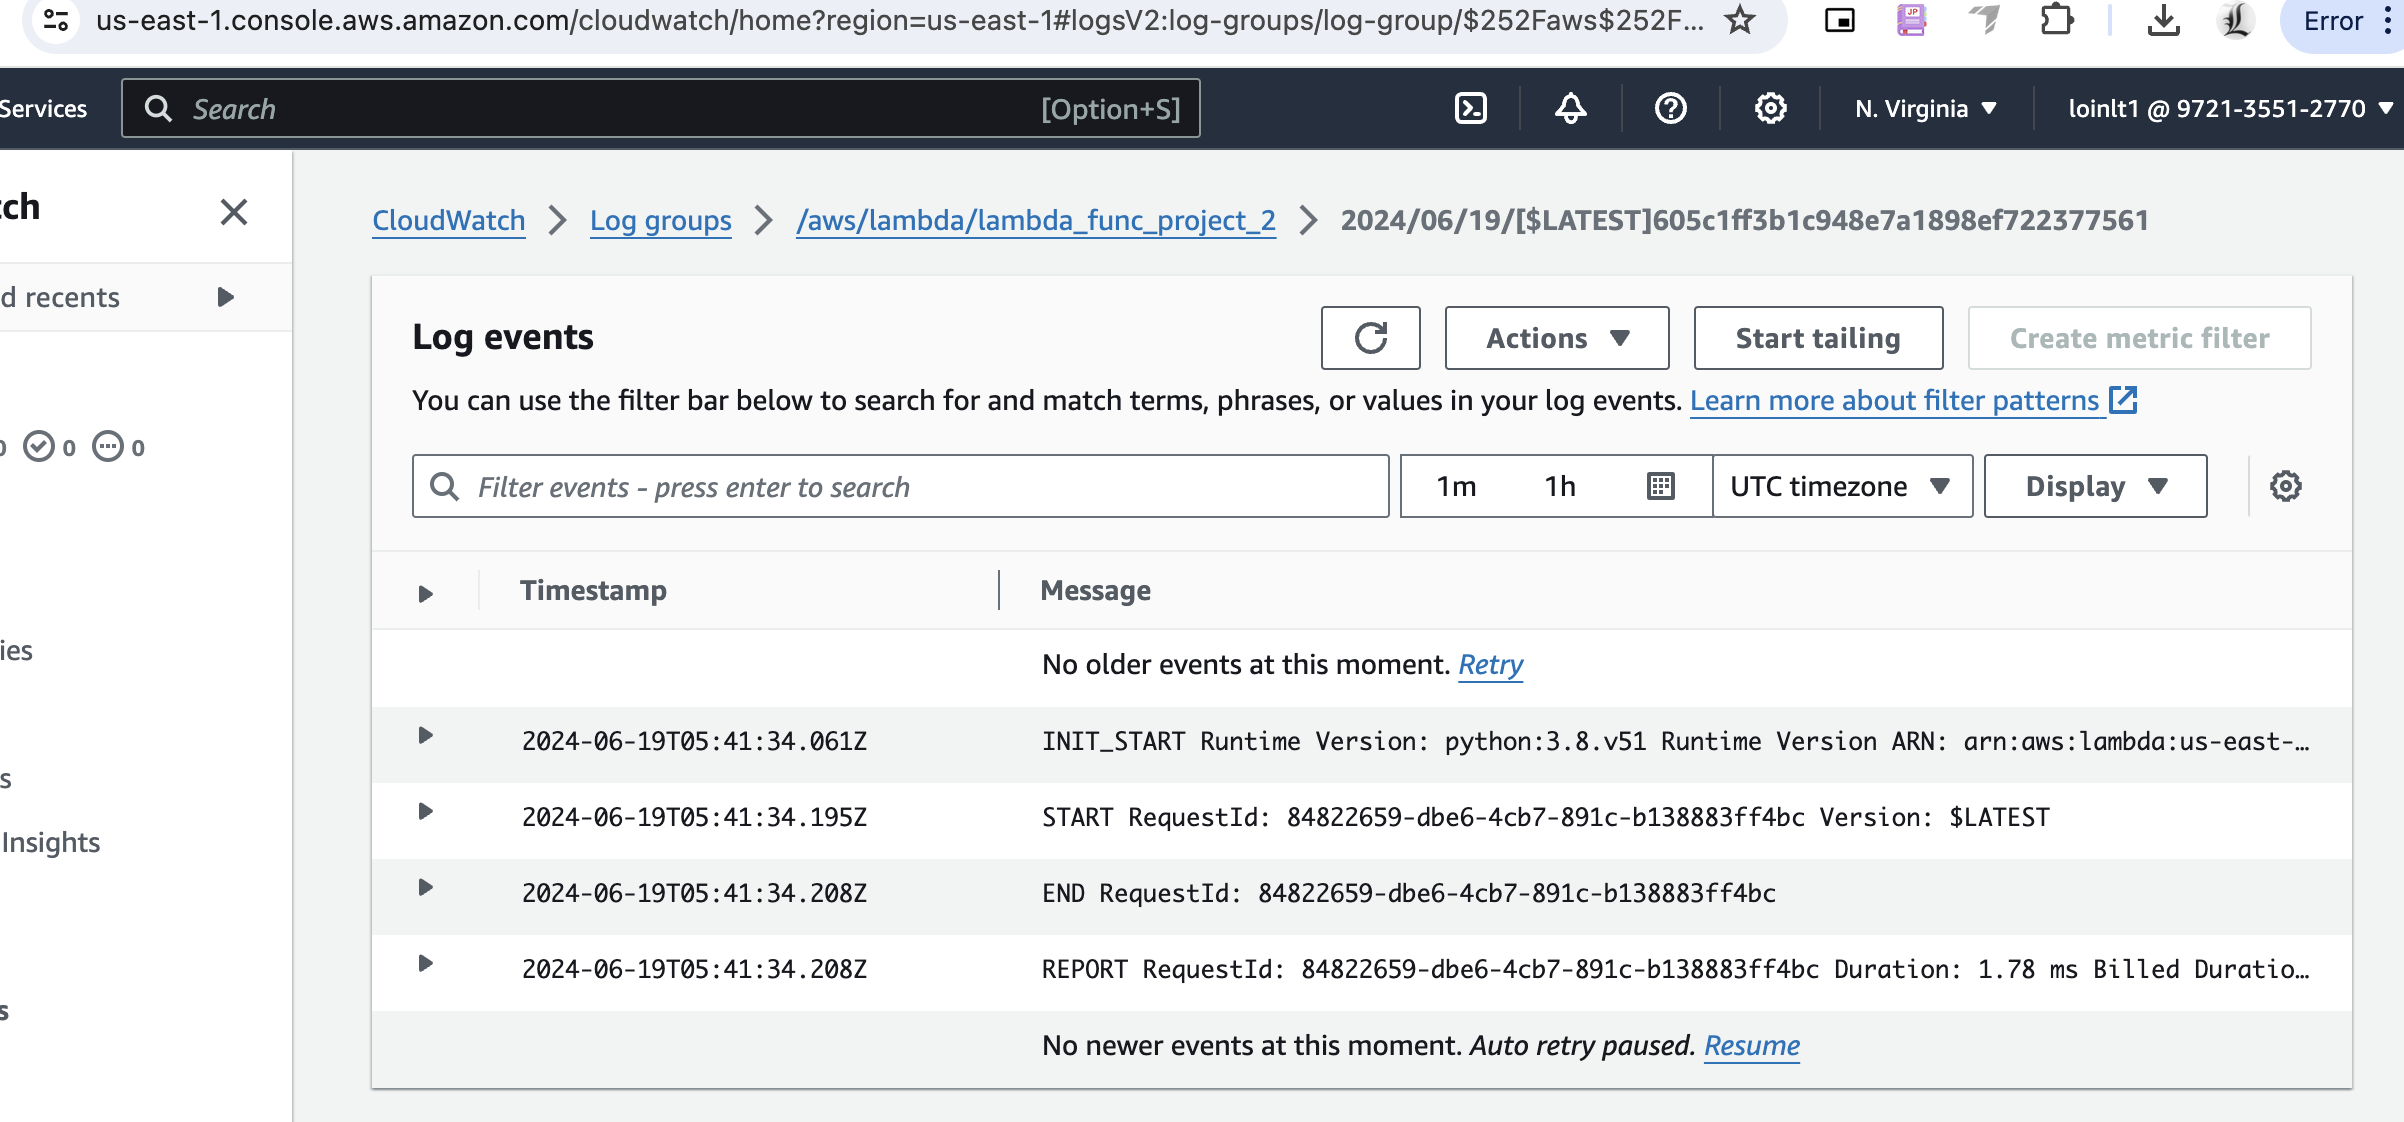 us-east-1.console.aws.amazon.com/cloudwatch/home?region=us-east-1#logsV2:log-groups/log-group/$252Faws$252F...
JP
Error
Services
Search
[Option+S]
N. Virginia
loinlt1 @ 9721-3551-2770
tch
d recents
0 0 0
ies
s
Insights
s
CloudWatch
Log groups
/aws/lambda/lambda_func_project_2
2024/06/19/[$LATEST]605c1ff3b1c948e7a1898ef722377561
Log events
Actions
Start tailing
Create metric filter
You can use the filter bar below to search for and match terms, phrases, or values in your log events. Learn more about filter patterns
Filter events - press enter to search
1m
1h
UTC timezone
Display
Timestamp
Message
No older events at this moment. Retry
2024-06-19T05:41:34.061Z INIT_START Runtime Version: python:3.8.v51 Runtime Version ARN: arn:aws:lambda:us-east-…
2024-06-19T05:41:34.195Z START RequestId: 84822659-dbe6-4cb7-891c-b138883ff4bc Version: $LATEST
2024-06-19T05:41:34.208Z END RequestId: 84822659-dbe6-4cb7-891c-b138883ff4bc
2024-06-19T05:41:34.208Z REPORT RequestId: 84822659-dbe6-4cb7-891c-b138883ff4bc Duration: 1.78 ms Billed Duratio…
No newer events at this moment. Auto retry paused. Resume